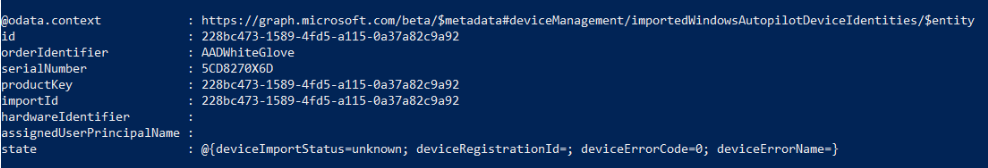 @odata.context : https://graph.microsoft.com/beta/$metadata#deviceManagement/importedWindowsAutopilotDeviceIdentities/$entity
id : 228bc473-1589-4fd5-a115-0a37a82c9a92
orderIdentifier : AADWhiteGlove
serialNumber : 5CD8270X6D
productKey : 228bc473-1589-4fd5-a115-0a37a82c9a92
importId : 228bc473-1589-4fd5-a115-0a37a82c9a92
hardwareIdentifier :
assignedUserPrincipalName :
state : @{deviceImportStatus=unknown; deviceRegistrationId=; deviceErrorCode=0; deviceErrorName=}